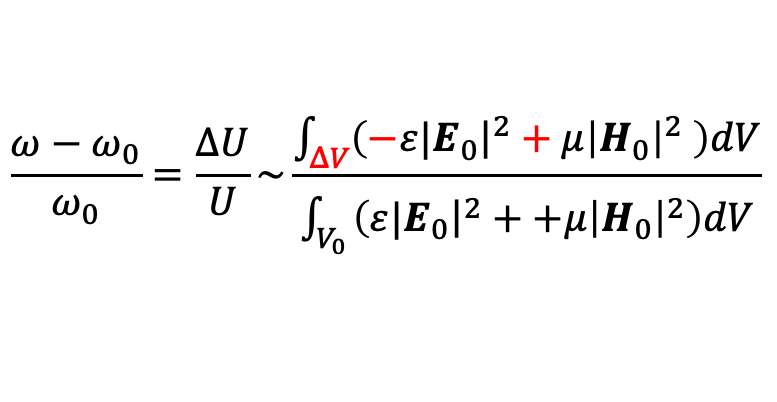 (ω − ω₀)/ω₀ = ΔU/U ~ ∫_ΔV (−ε|𝑬₀|² + μ|𝑯₀|² )dV / ∫_V₀ (ε|𝑬₀|² + +μ|𝑯₀|²)dV